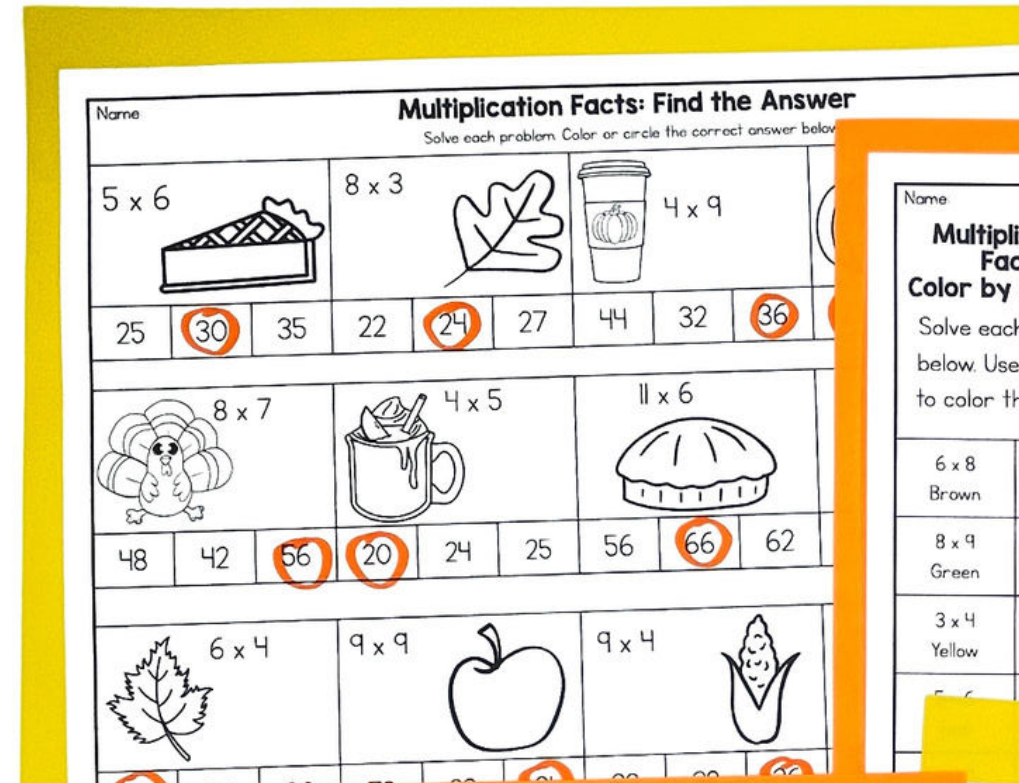 Name
Multiplication Facts: Find the Answer
Solve each problem. Color or circle the correct answer below
5 x 6
8 x 3
4 x 9
25 30 35 22 24 27 44 32 36
8 x 7
4 x 5
11 x 6
48 42 56 20 24 25 56 66 62
6 x 4
9 x 9
9 x 4
Name
Multipli
Fac
Color by
Solve each
below. Use
to color th
6 x 8
Brown
8 x 9
Green
3 x 4
Yellow